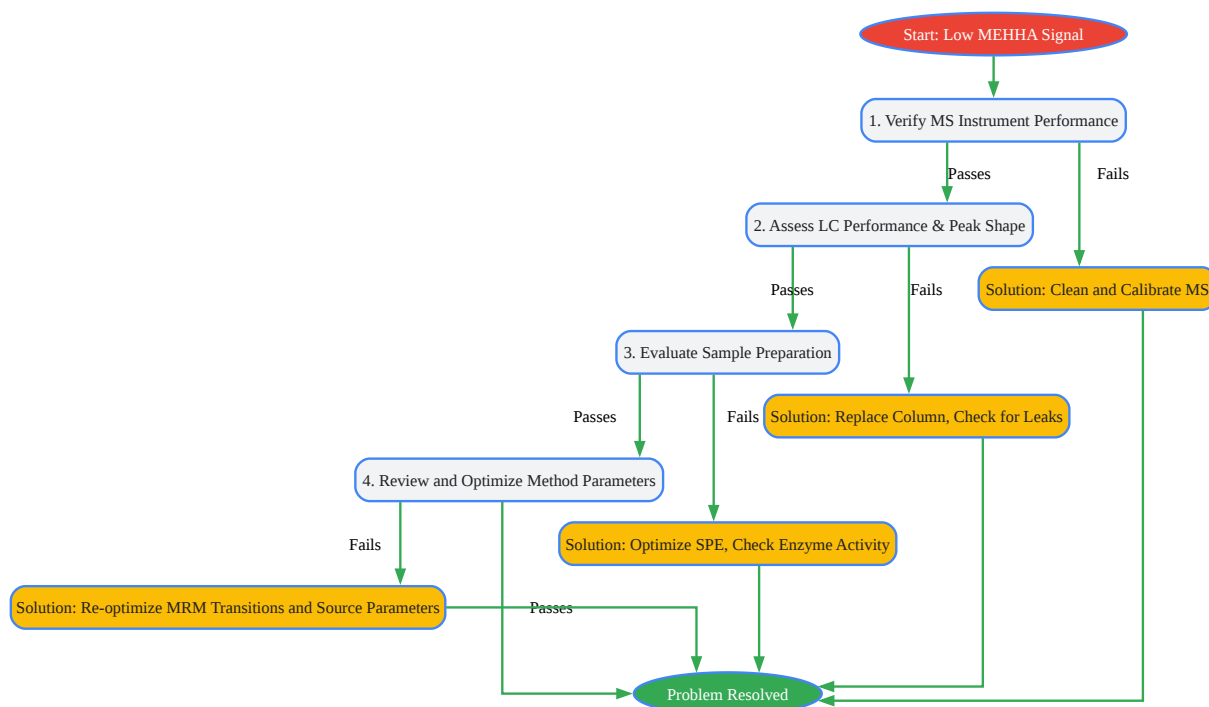 Start: Low MEHHA Signal
1. Verify MS Instrument Performance
Passes
Fails
2. Assess LC Performance & Peak Shape
Passes
Fails
Solution: Clean and Calibrate MS
3. Evaluate Sample Preparation
Passes
Fails
Solution: Replace Column, Check for Leaks
4. Review and Optimize Method Parameters
Fails
Solution: Optimize SPE, Check Enzyme Activity
Solution: Re-optimize MRM Transitions and Source Parameters
Passes
Problem Resolved